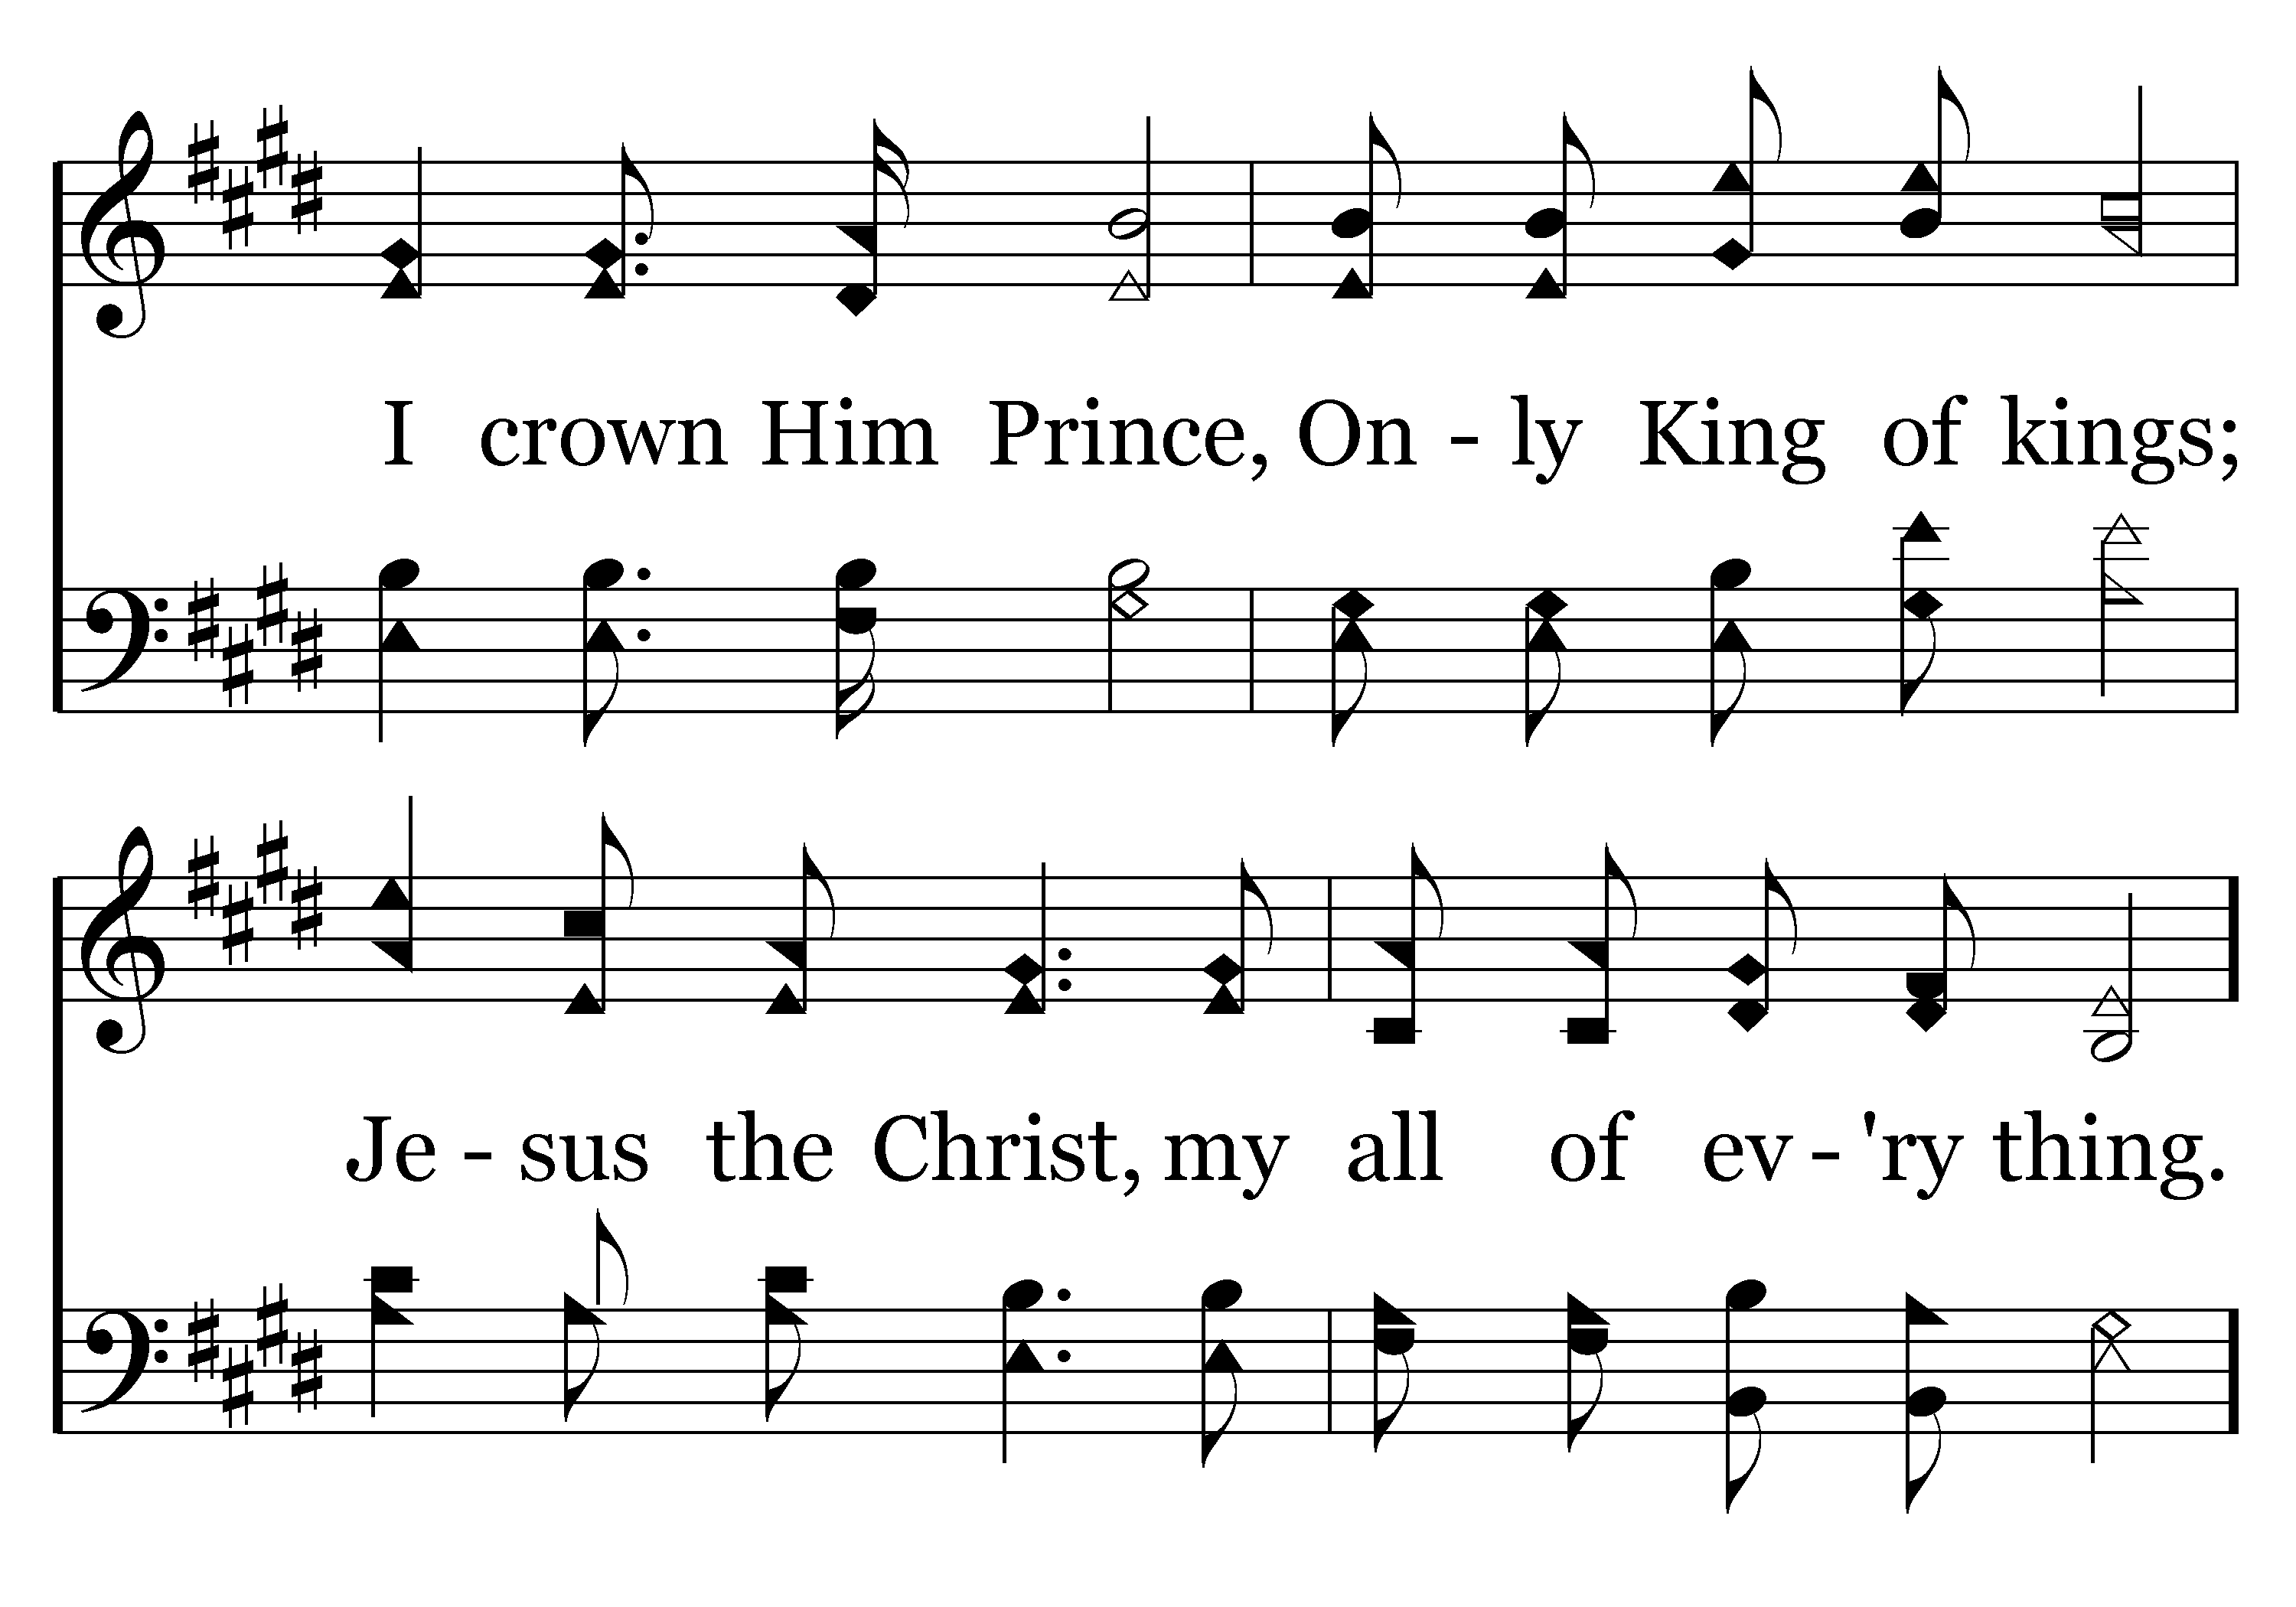 I crown Him Prince, On - ly King of kings;
Je - sus the Christ, my all of ev - 'ry thing.